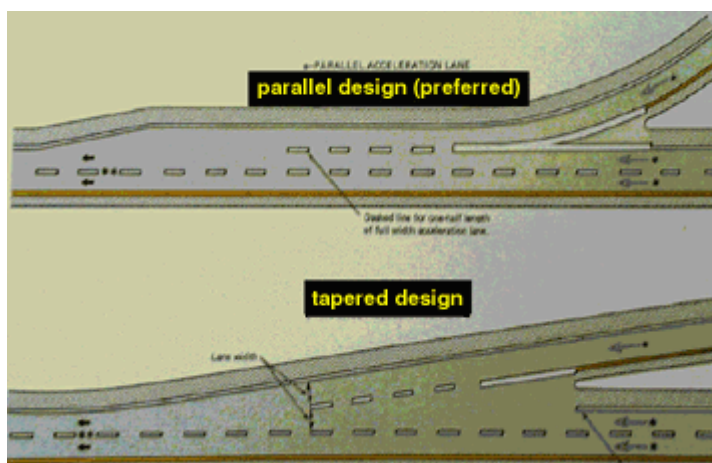 a-PARALLEL ACCELERATION LANE
parallel design (preferred)
Dashed line for one-half length
of full width acceleration lane.
tapered design
Lane width